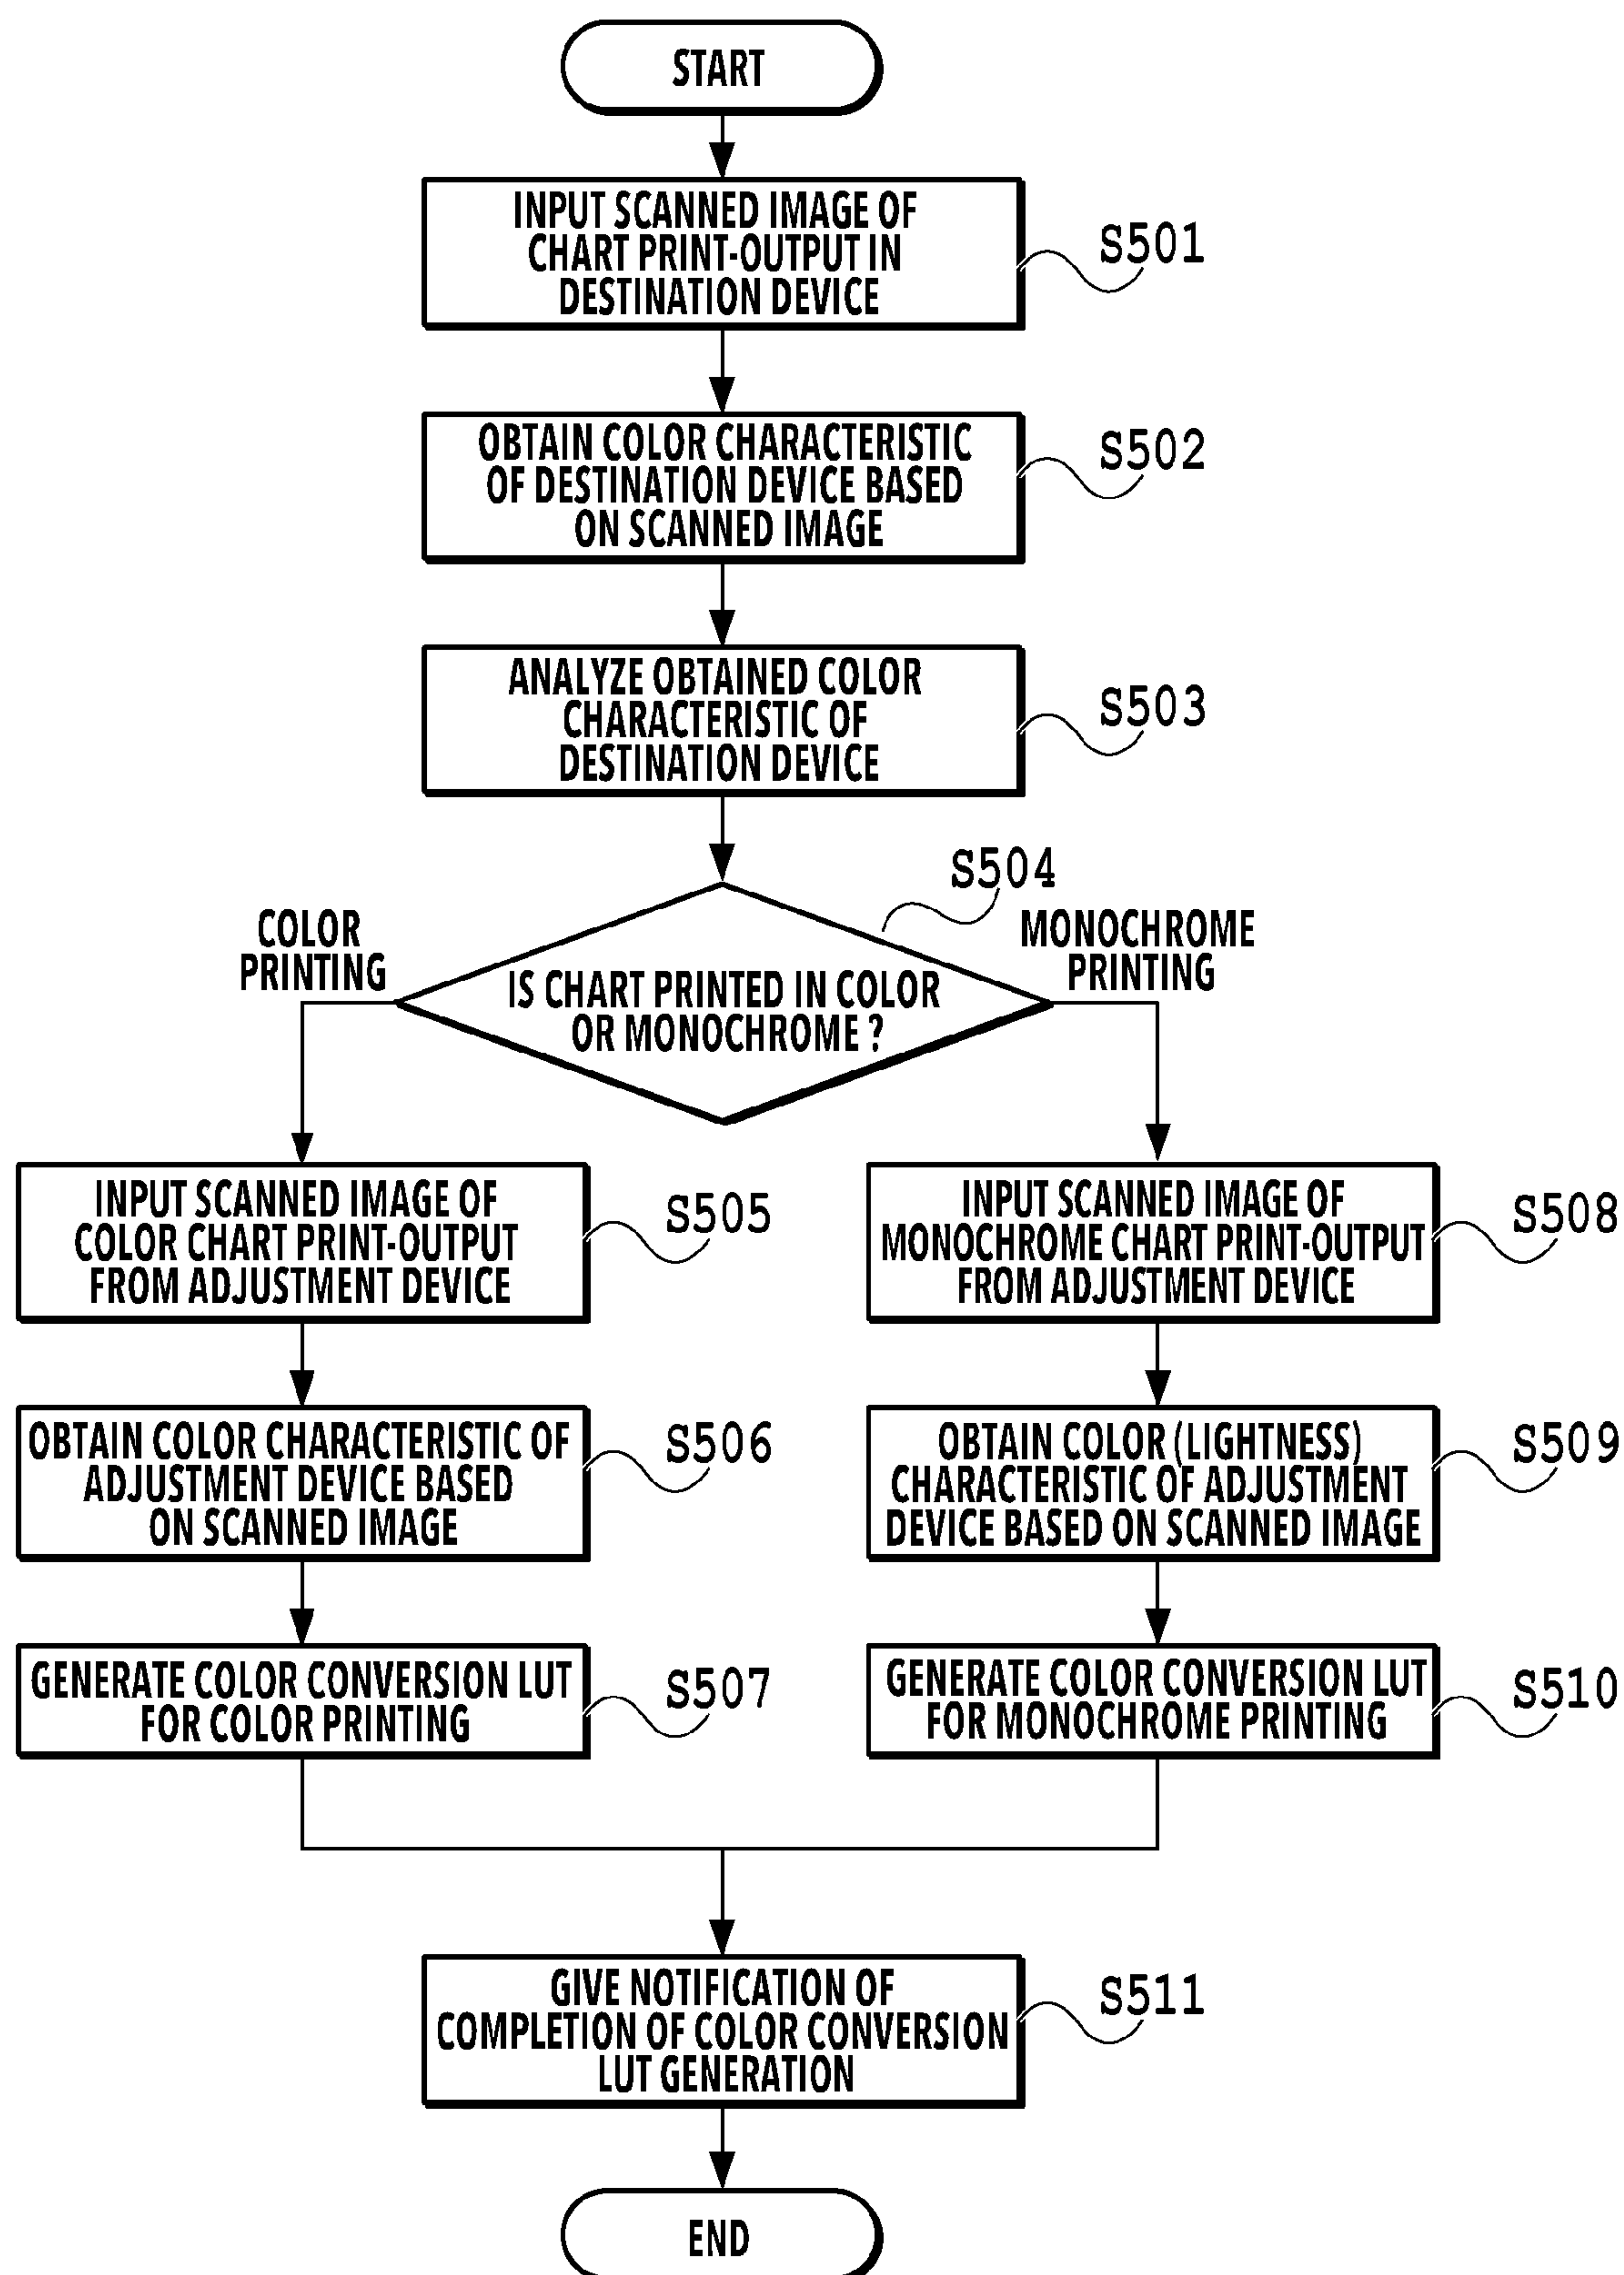 START
INPUT SCANNED IMAGE OF
CHART PRINT-OUTPUT IN
DESTINATION DEVICE
S501
OBTAIN COLOR CHARACTERISTIC
OF DESTINATION DEVICE BASED
ON SCANNED IMAGE
S502
ANALYZE OBTAINED COLOR
CHARACTERISTIC OF
DESTINATION DEVICE
S503
S504
COLOR
PRINTING
IS CHART PRINTED IN COLOR
OR MONOCHROME ?
MONOCHROME
PRINTING
INPUT SCANNED IMAGE OF
COLOR CHART PRINT-OUTPUT
FROM ADJUSTMENT DEVICE
S505
OBTAIN COLOR CHARACTERISTIC OF
ADJUSTMENT DEVICE BASED
ON SCANNED IMAGE
S506
GENERATE COLOR CONVERSION LUT
FOR COLOR PRINTING
S507
INPUT SCANNED IMAGE OF
MONOCHROME CHART PRINT-OUTPUT
FROM ADJUSTMENT DEVICE
S508
OBTAIN COLOR (LIGHTNESS)
CHARACTERISTIC OF ADJUSTMENT
DEVICE BASED ON SCANNED IMAGE
S509
GENERATE COLOR CONVERSION LUT
FOR MONOCHROME PRINTING
S510
GIVE NOTIFICATION OF
COMPLETION OF COLOR CONVERSION
LUT GENERATION
S511
END